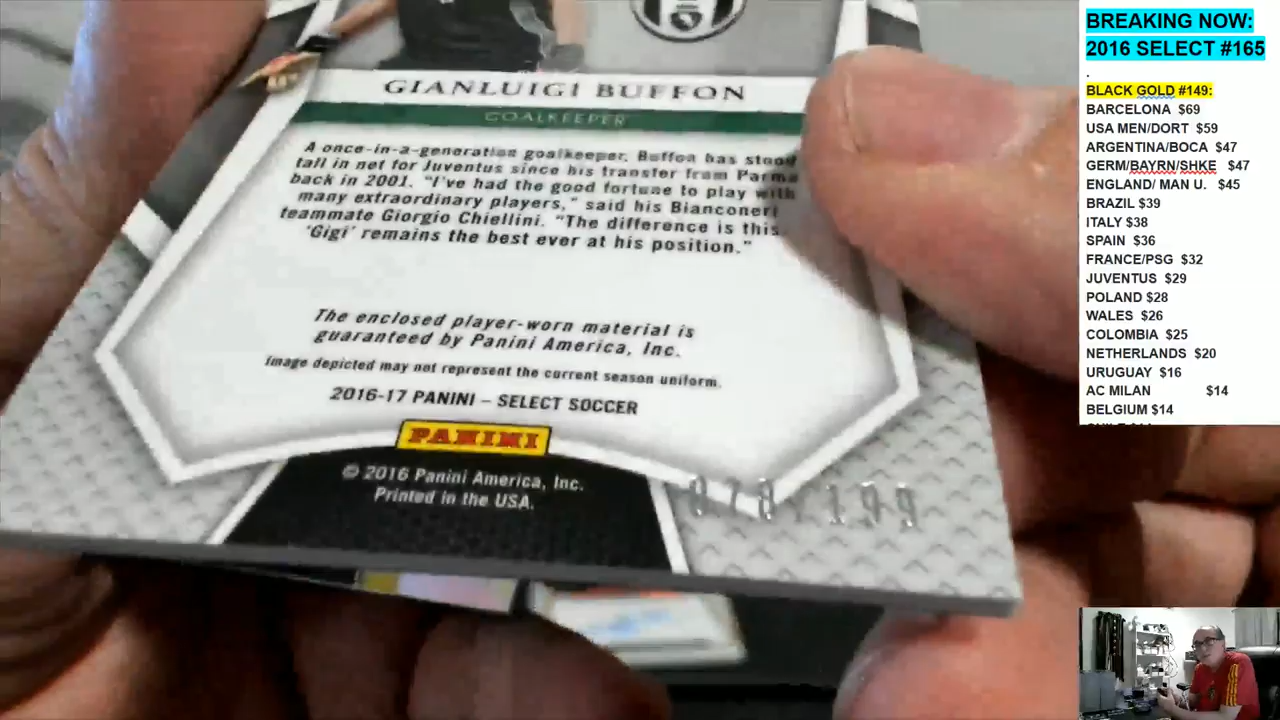 GIANLUIGI BUFFON
GOALKEEPER
A once-in-a-generation goalkeeper, Buffon has stood
tall in net for Juventus since his transfer from Parma
back in 2001. "I've had the good fortune to play with
many extraordinary players," said his Bianconeri
teammate Giorgio Chiellini. "The difference is this.
'Gigi' remains the best ever at his position."
The enclosed player-worn material is
guaranteed by Panini America, Inc.
Image depicted may not represent the current season uniform.
2016-17 PANINI – SELECT SOCCER
PANINI
© 2016 Panini America, Inc.
Printed in the USA.
/199
BREAKING NOW:
2016 SELECT #165
.
BLACK GOLD #149:
BARCELONA $69
USA MEN/DORT $59
ARGENTINA/BOCA $47
GERM/BAYRN/SHKE $47
ENGLAND/ MAN U. $45
BRAZIL $39
ITALY $38
SPAIN $36
FRANCE/PSG $32
JUVENTUS $29
POLAND $28
WALES $26
COLOMBIA $25
NETHERLANDS $20
URUGUAY $16
AC MILAN $14
BELGIUM $14